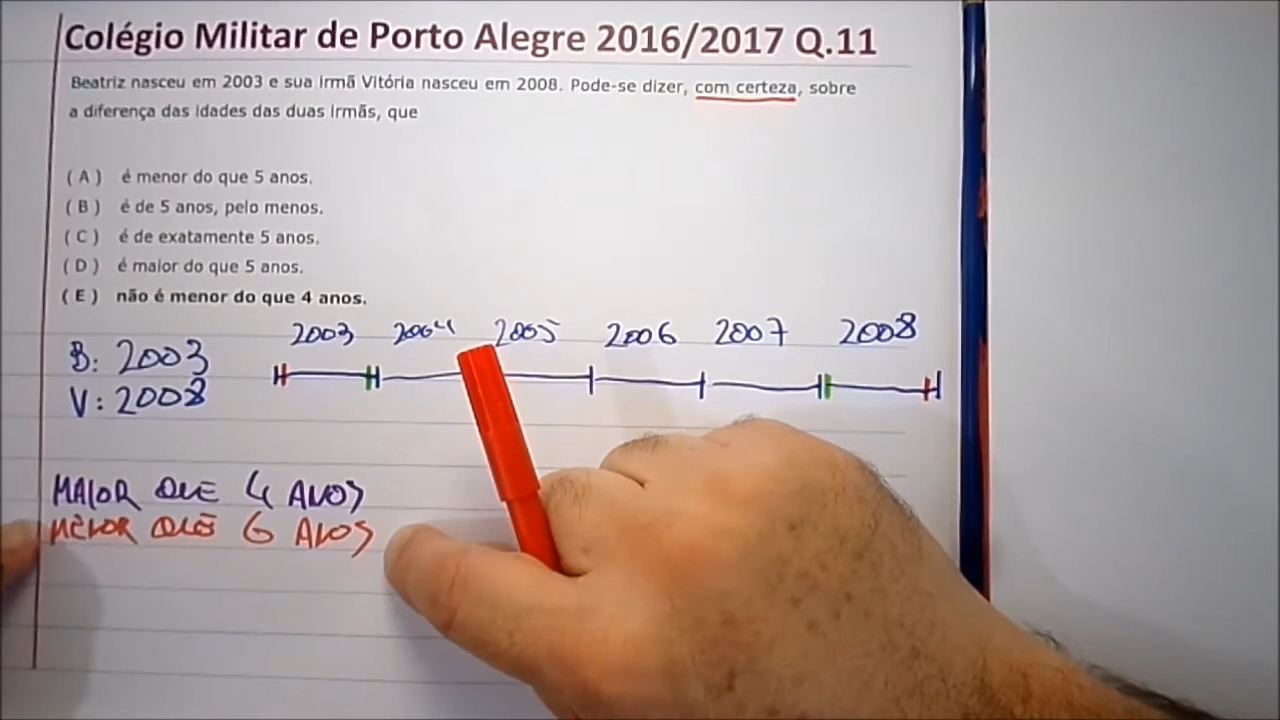 Colégio Militar de Porto Alegre 2016/2017 Q.11
Beatriz nasceu em 2003 e sua irmã Vitória nasceu em 2008. Pode-se dizer, com certeza, sobre
a diferença das idades das duas irmãs, que
( A ) é menor do que 5 anos.
( B ) é de 5 anos, pelo menos.
( C ) é de exatamente 5 anos.
( D ) é maior do que 5 anos.
( E ) não é menor do que 4 anos.
2003 2004 2005 2006 2007 2008
B: 2003
V: 2008
MAIOR QUE 4 ANOS
MENOR QUE 6 ANOS